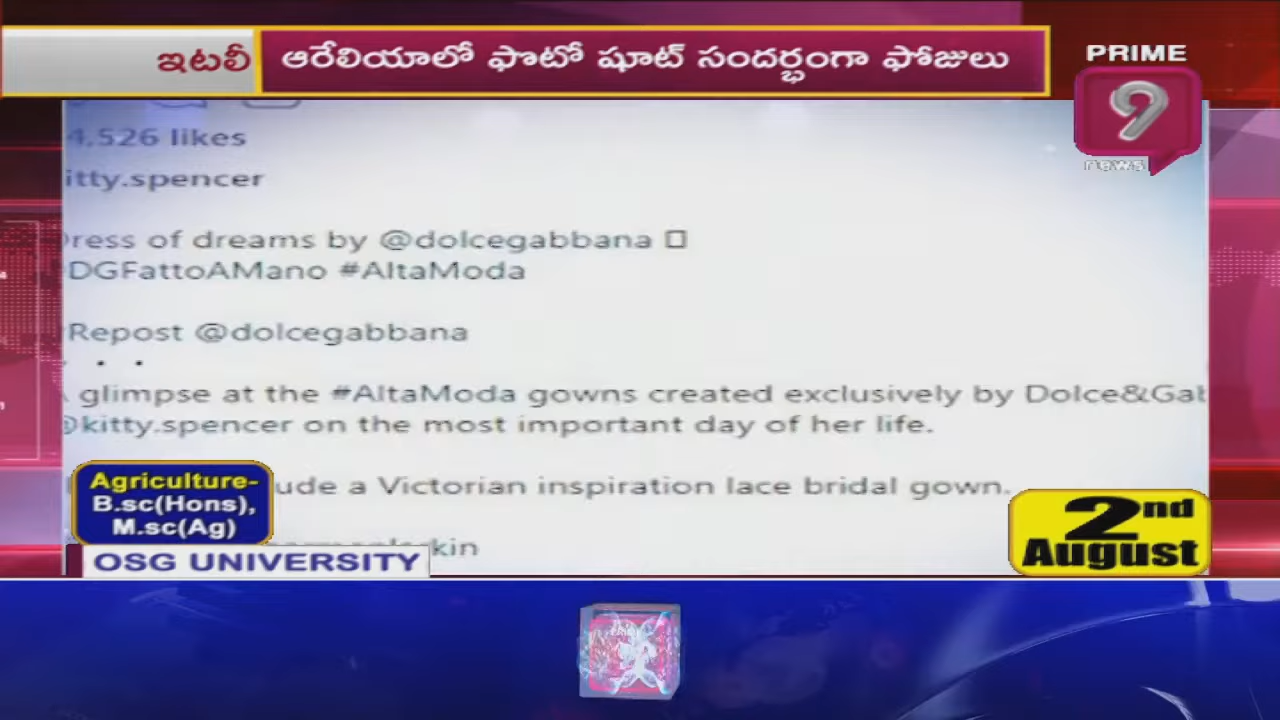 ఇటలీ
ఆరేలియాలో ఫొటో షూట్ సందర్భంగా ఫోజులు
PRIME
9
news
4,526 likes
itty.spencer
ress of dreams by @dolcegabbana
DGFattoAMano #AltaModa
Repost @dolcegabbana
. .
glimpse at the #AltaModa gowns created exclusively by Dolce&Gab
@kitty.spencer on the most important day of her life.
ude a Victorian inspiration lace bridal gown.
kin
Agriculture-
B.sc(Hons),
M.sc(Ag)
OSG UNIVERSITY
2nd
August